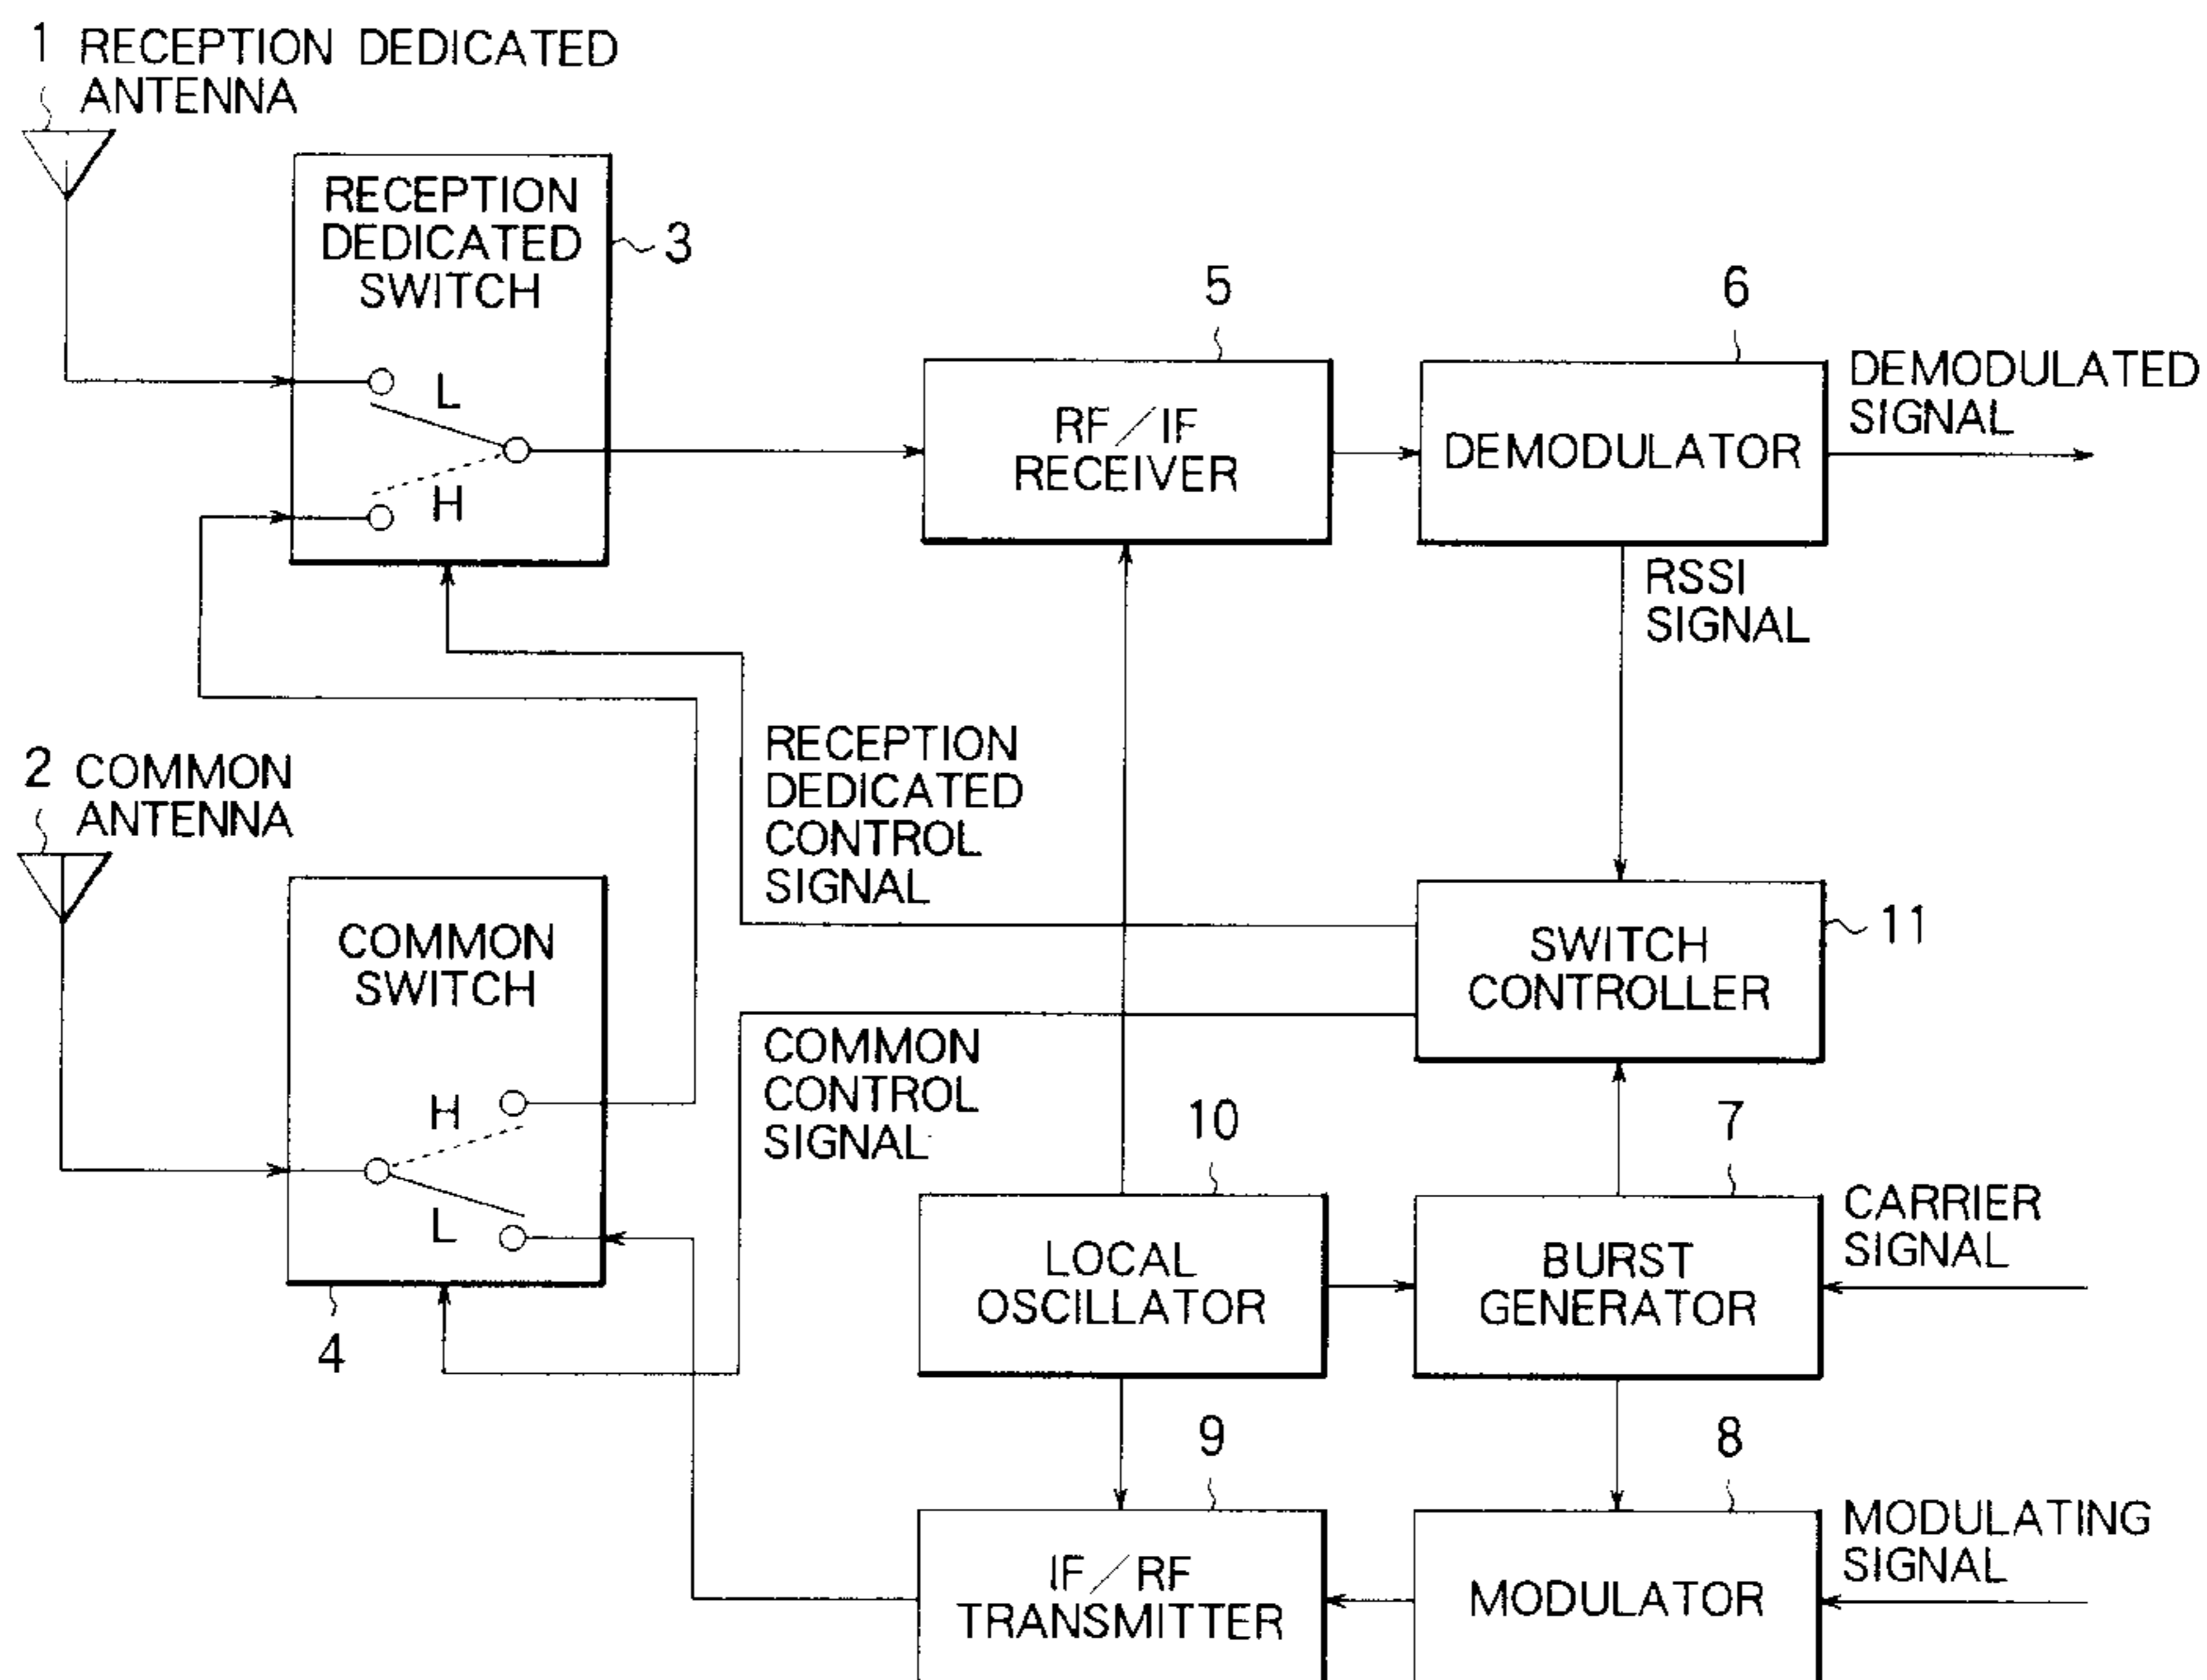 1 RECEPTION DEDICATED
ANTENNA
RECEPTION
DEDICATED
SWITCH
3
L
H
5
RF/IF
RECEIVER
6
DEMODULATOR
DEMODULATED
SIGNAL
RSSI
SIGNAL
2 COMMON
ANTENNA
COMMON
SWITCH
H
L
4
RECEPTION
DEDICATED
CONTROL
SIGNAL
COMMON
CONTROL
SIGNAL
SWITCH
CONTROLLER
11
10
LOCAL
OSCILLATOR
7
BURST
GENERATOR
CARRIER
SIGNAL
9
IF/RF
TRANSMITTER
8
MODULATOR
MODULATING
SIGNAL